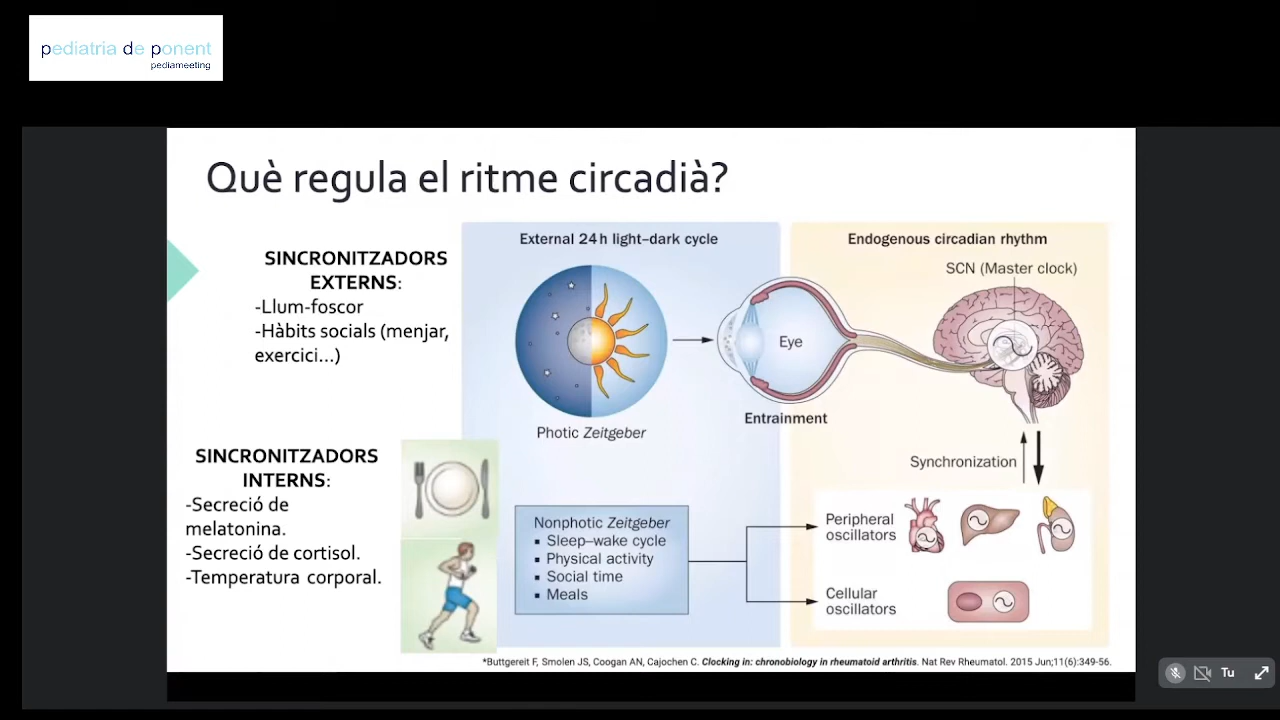 pediatria de ponent
pediameeting
Què regula el ritme circadià?
SINCRONITZADORS
EXTERNS:
-Llum-foscor
-Hàbits socials (menjar,
exercici...)
SINCRONITZADORS
INTERNS:
-Secreció de
melatonina.
-Secreció de cortisol.
-Temperatura corporal.
External 24 h light–dark cycle
Photic Zeitgeber
Eye
Entrainment
Endogenous circadian rhythm
SCN (Master clock)
Synchronization
Nonphotic Zeitgeber
▪ Sleep–wake cycle
▪ Physical activity
▪ Social time
▪ Meals
Peripheral
oscillators
Cellular
oscillators
*Buttgereit F, Smolen JS, Coogan AN, Cajochen C. Clocking in: chronobiology in rheumatoid arthritis. Nat Rev Rheumatol. 2015 Jun;11(6):349-56.
Tu